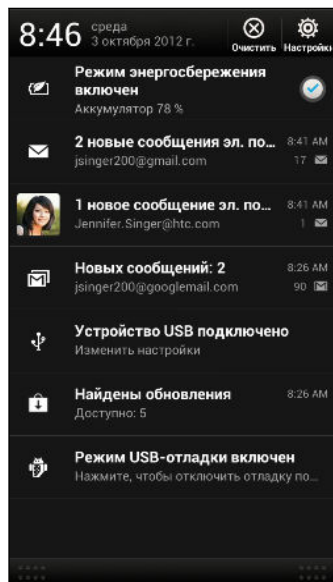 8:46
среда
3 октября 2012 г.
Очистить
Настройки
Режим энергосбережения
включен
Аккумулятор 78 %
2 новые сообщения эл. по...
8:41 AM
jsinger200@gmail.com
17
1 новое сообщение эл. по...
8:41 AM
Jennifer.Singer@htc.com
1
Новых сообщений: 2
8:26 AM
jsinger200@googlemail.com
90
Устройство USB подключено
Изменить настройки
Найдены обновления
8:26 AM
Доступно: 5
Режим USB-отладки включен
Нажмите, чтобы отключить отладку по...